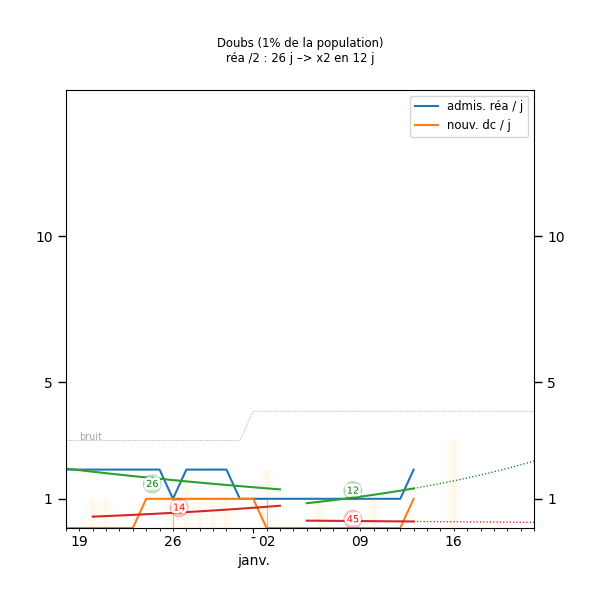 Doubs (1% de la population)
réa /2 : 26 j –> x2 en 12 j
admis. réa / j
nouv. dc / j
10 10
5 5
bruit
26 12
14 45
1 1
19 26 - 02 09 16
janv.